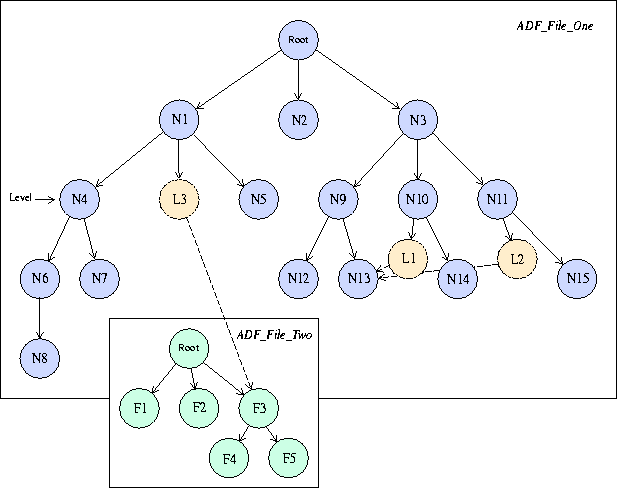 ADF_File_One
Root
N1
N2
N3
Level
N4
L3
N5
N9
N10
N11
N6
N7
N12
N13
L1
N14
L2
N15
N8
ADF_File_Two
Root
F1
F2
F3
F4
F5